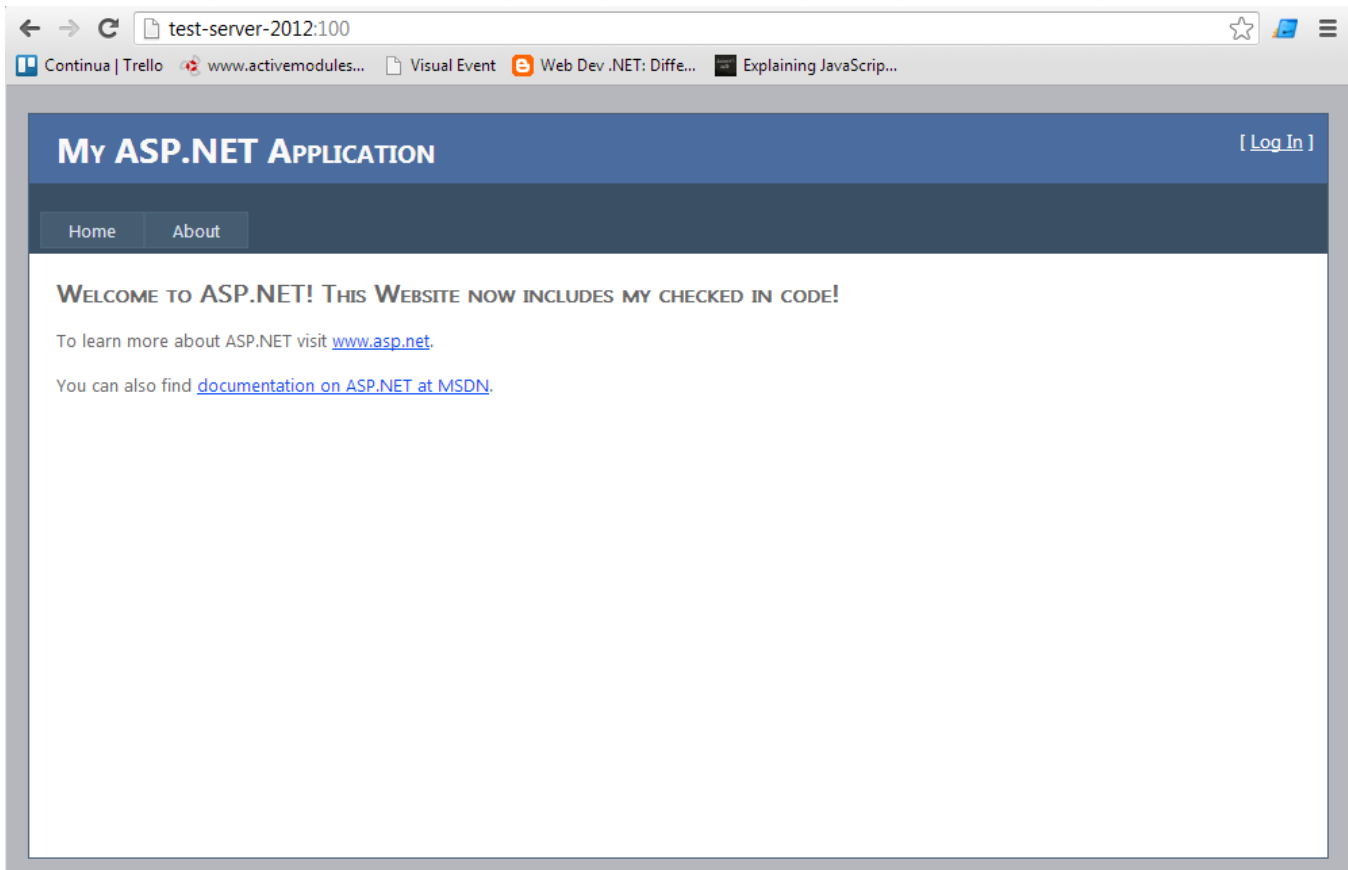 test-server-2012:100
Continua | Trello www.activemodules... Visual Event Web Dev .NET: Diffe... Explaining JavaScrip...
My ASP.NET Application
[ Log In ]
Home About
Welcome to ASP.NET! This Website now includes my checked in code!
To learn more about ASP.NET visit www.asp.net.
You can also find documentation on ASP.NET at MSDN.